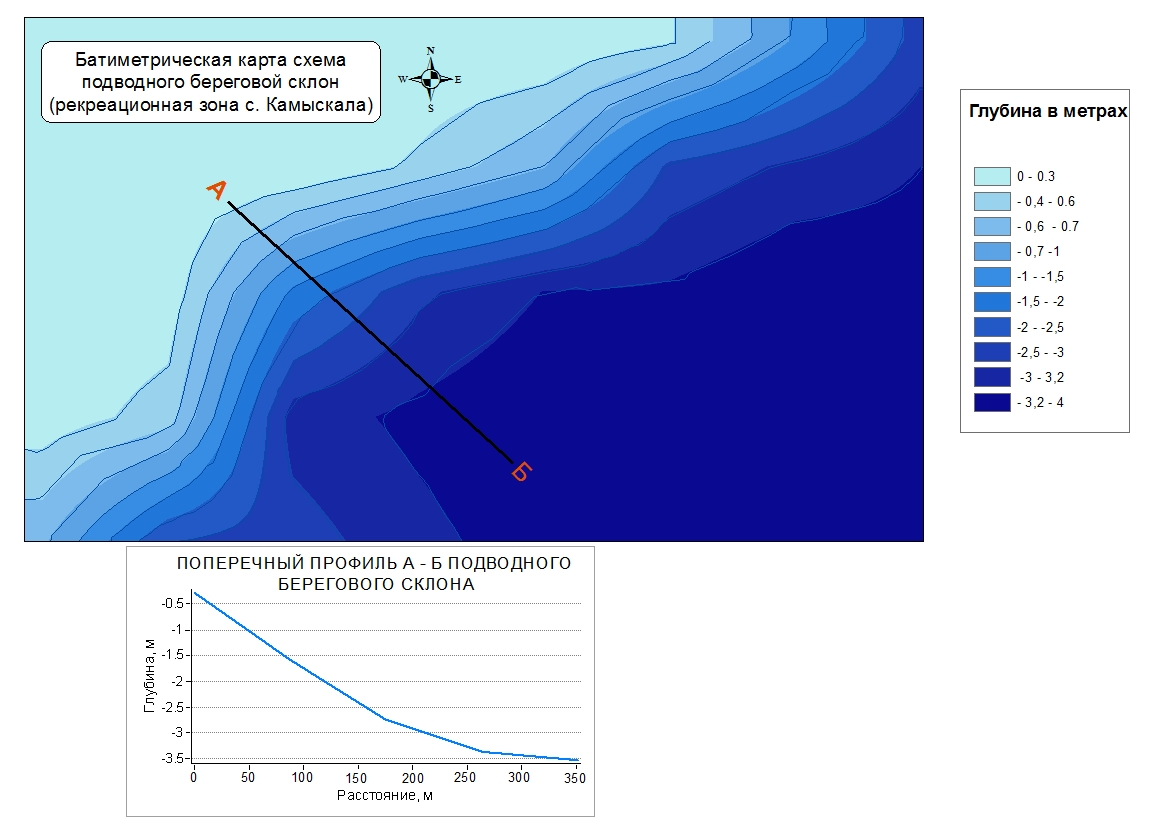 Батиметрическая карта схема
подводного береговой склон
(рекреационная зона с. Камыскала)
N
W
E
S
А
Б
Глубина в метрах
0 - 0.3
- 0,4 - 0.6
- 0,6 - 0.7
- 0,7 -1
-1 - -1,5
-1,5 - -2
-2 - -2,5
-2,5 - -3
-3 - 3,2
- 3,2 - 4
ПОПЕРЕЧНЫЙ ПРОФИЛЬ А - Б ПОДВОДНОГО
БЕРЕГОВОГО СКЛОНА
Глубина, м
-0.5
-1
-1.5
-2
-2.5
-3
-3.5
0 50 100 150 200 250 300 350
Расстояние, м